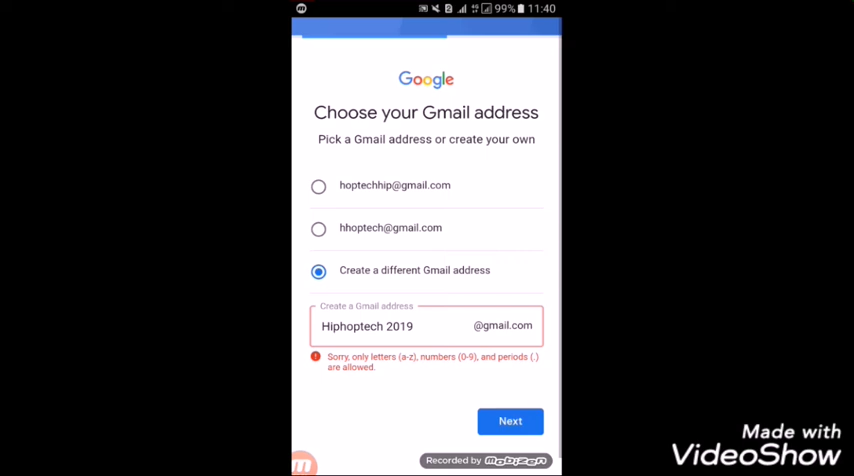 99% 11:40
Google
Choose your Gmail address
Pick a Gmail address or create your own
hoptechhip@gmail.com
hhoptech@gmail.com
Create a different Gmail address
Create a Gmail address
Hiphoptech 2019 @gmail.com
Sorry, only letters (a-z), numbers (0-9), and periods (.)
are allowed.
Next
Recorded by mobizen
Made with
VideoShow